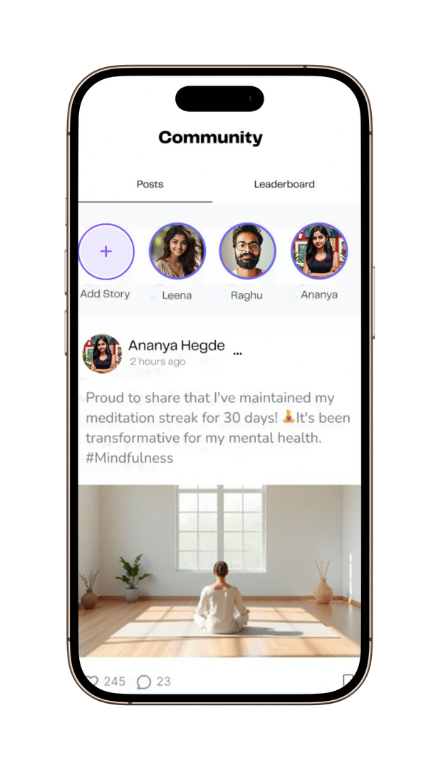 Community
Posts
Leaderboard
+
Add Story
Leena
Raghu
Ananya
Ananya Hegde
...
2 hours ago
Proud to share that I've maintained my
meditation streak for 30 days! 🧘It's been
transformative for my mental health.
#Mindfulness
245
23